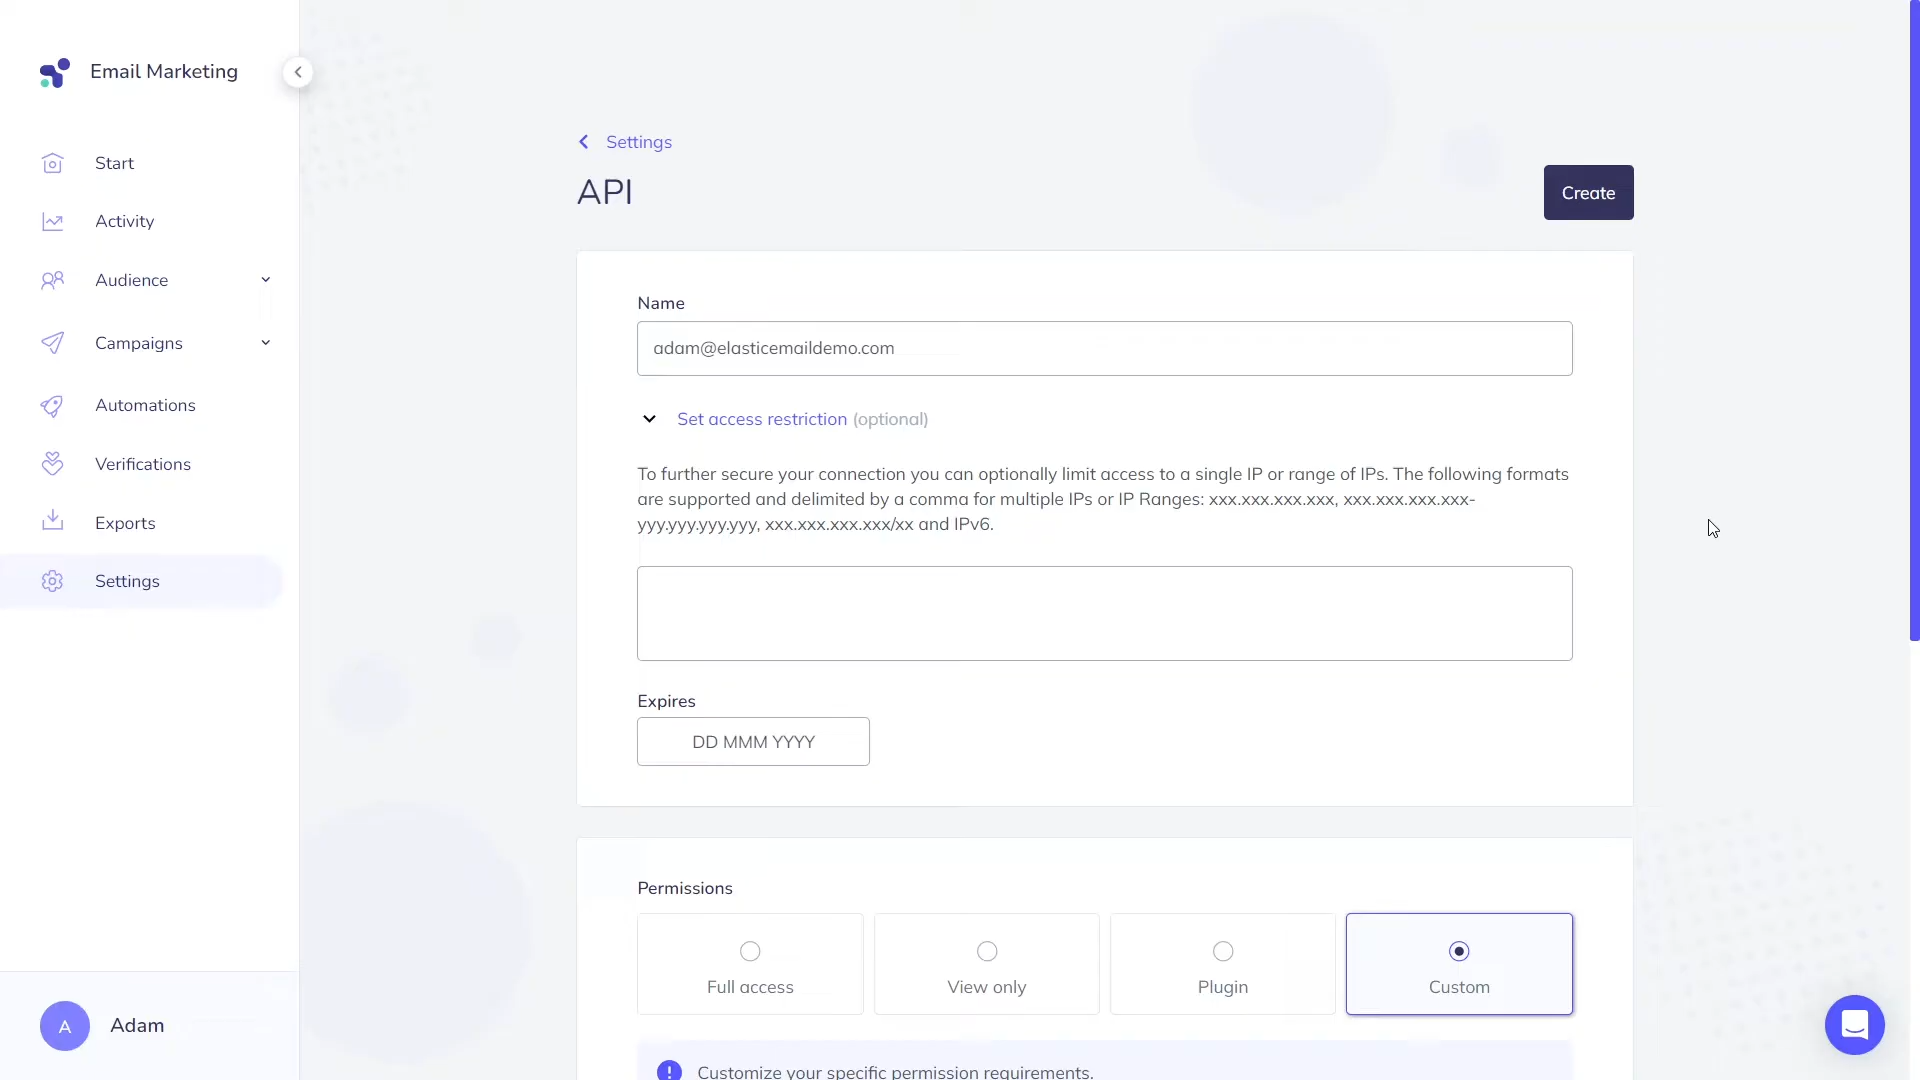 Email Marketing
Start
Activity
Audience
Campaigns
Automations
Verifications
Exports
Settings
A
Adam
Settings
API
Create
Name
adam@elasticemaildemo.com
Set access restriction (optional)
To further secure your connection you can optionally limit access to a single IP or range of IPs. The following formats
are supported and delimited by a comma for multiple IPs or IP Ranges: xxx.xxx.xxx.xxx, xxx.xxx.xxx.xxx-
yyy.yyy.yyy.yyy, xxx.xxx.xxx.xxx/xx and IPv6.
Expires
DD MMM YYYY
Permissions
Full access
View only
Plugin
Custom
Customize your specific permission requirements.